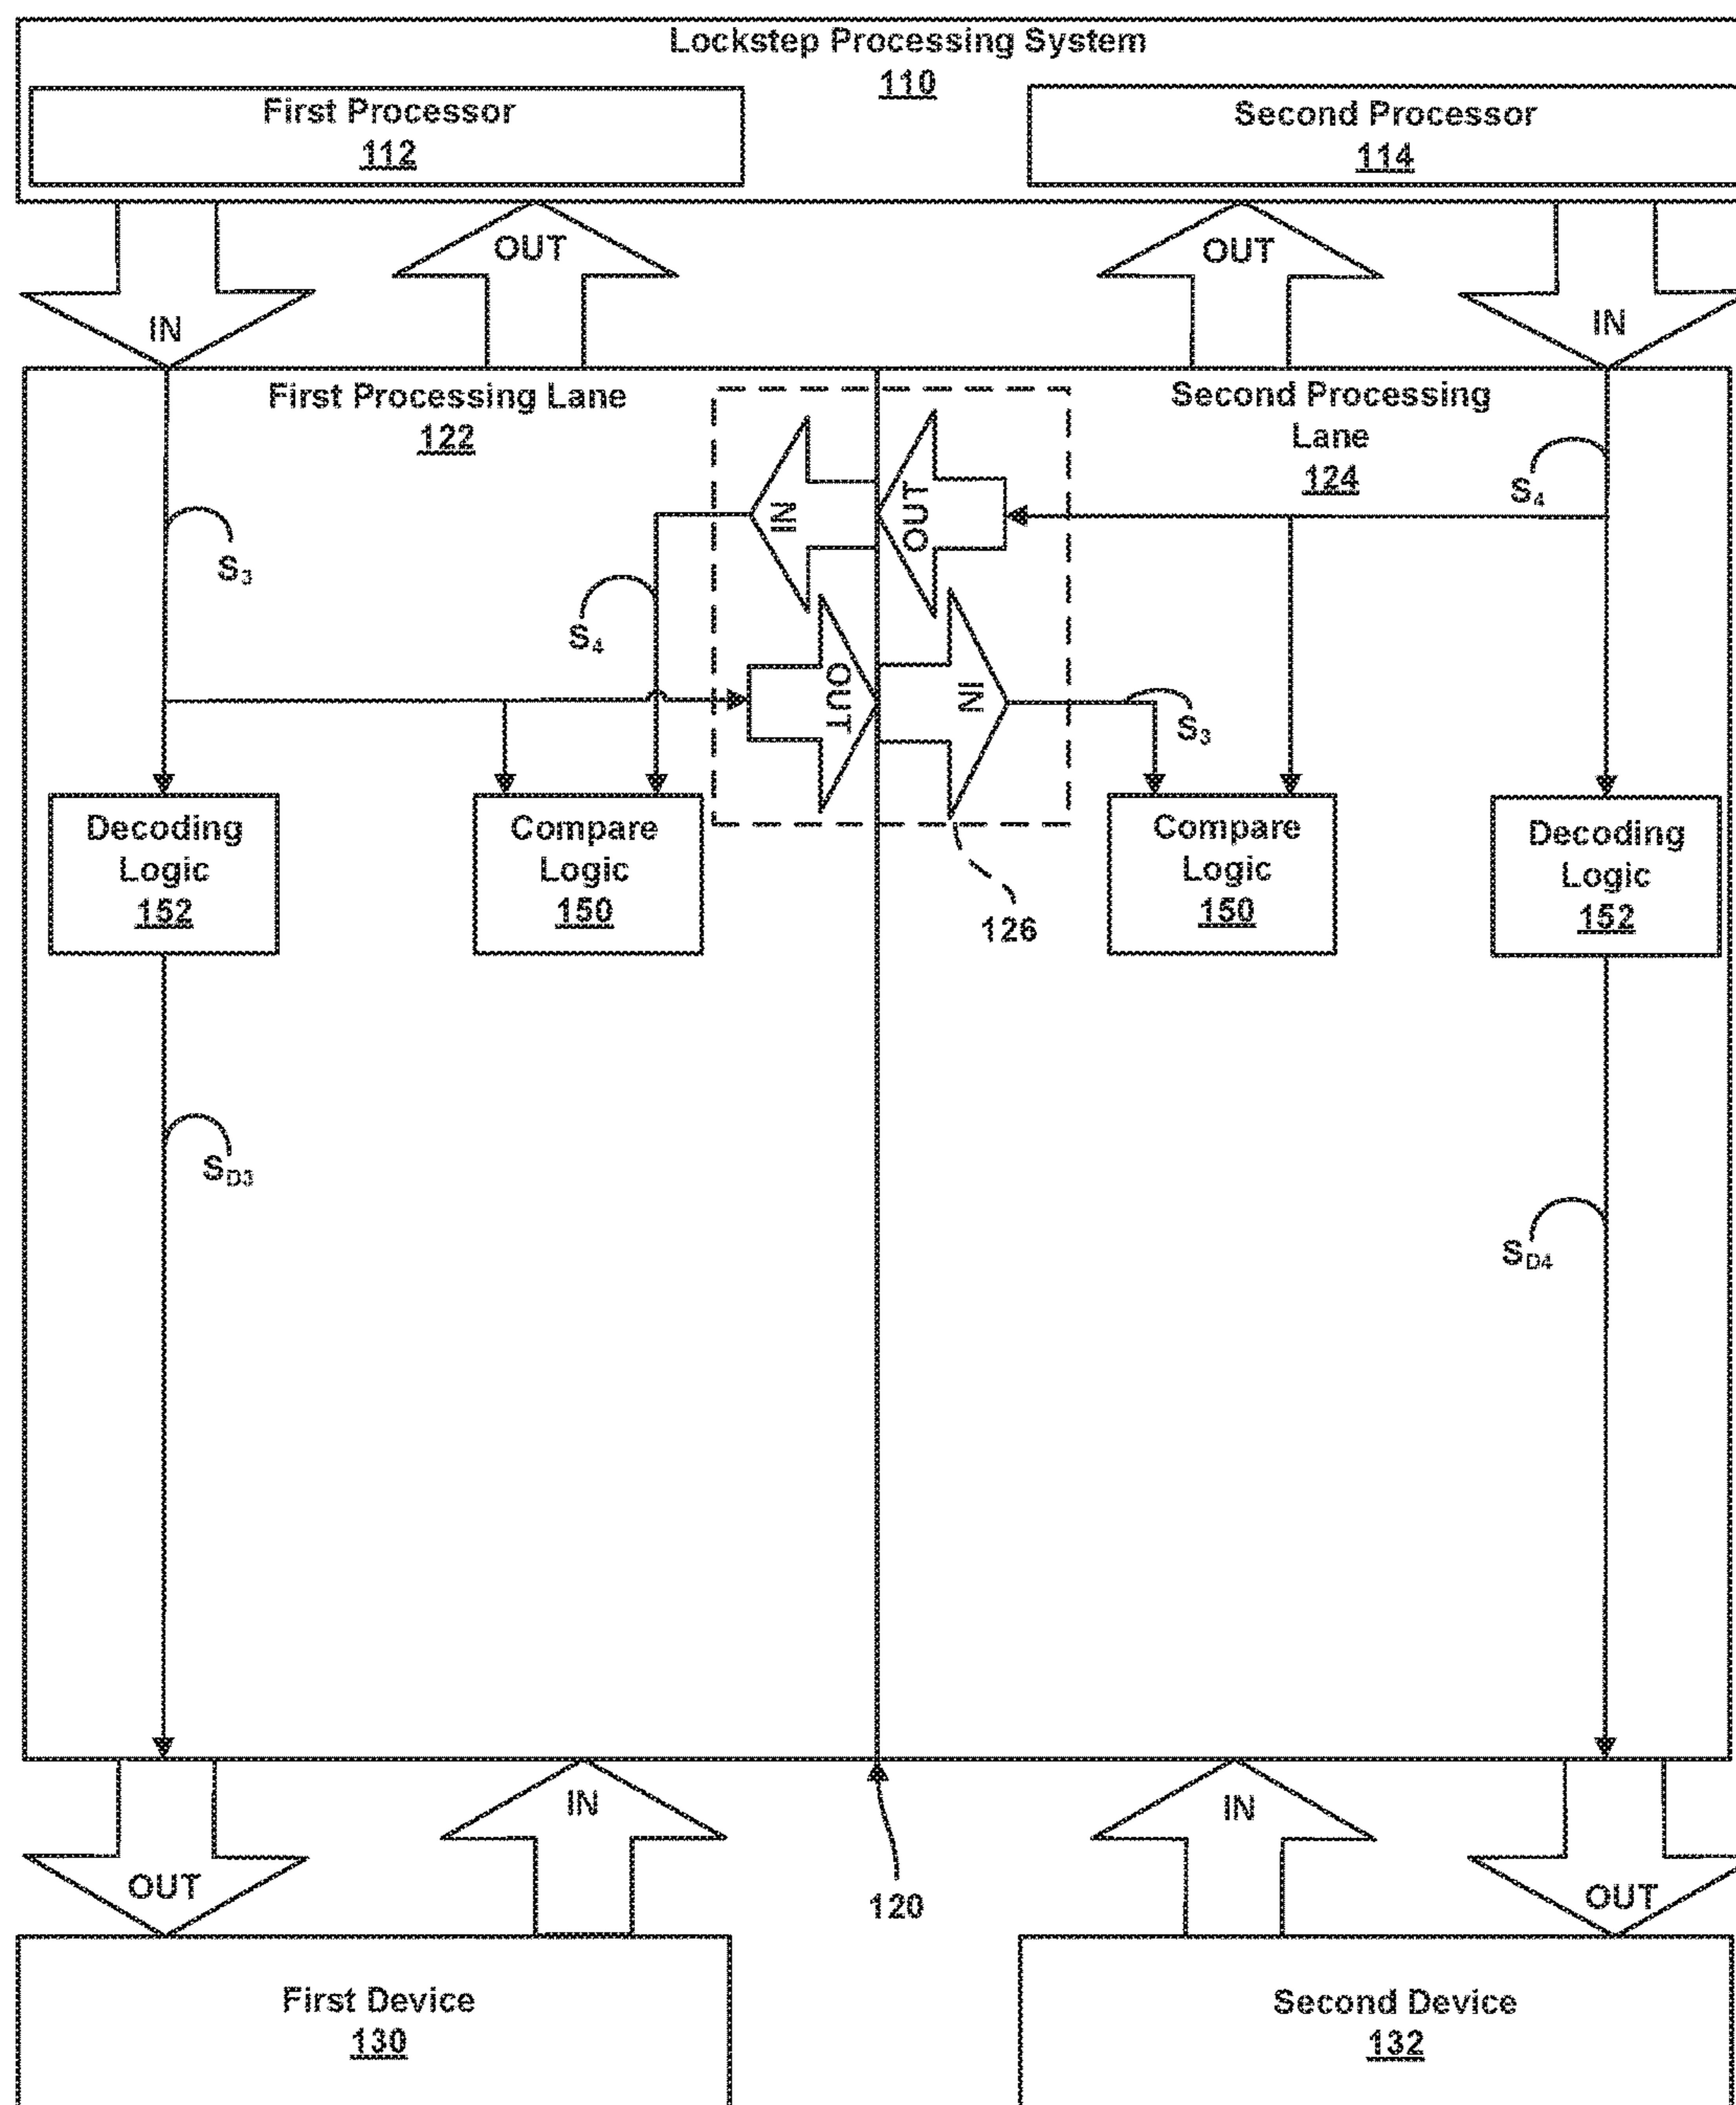 Lockstep Processing System
110
First Processor
112
Second Processor
114
IN
OUT
OUT
IN
First Processing Lane
122
Second Processing
Lane
124
S3
S4
IN
OUT
S4
OUT
IN
S3
Decoding
Logic
152
Compare
Logic
150
126
Compare
Logic
150
Decoding
Logic
152
SD3
SD4
OUT
IN
120
IN
OUT
First Device
130
Second Device
132